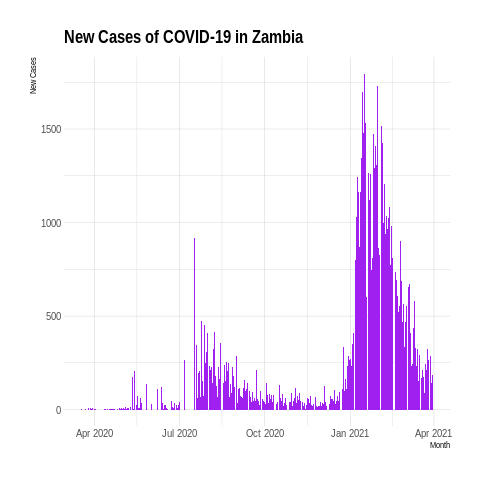 New Cases of COVID-19 in Zambia
New Cases
1500
1000
500
0
Apr 2020 Jul 2020 Oct 2020 Jan 2021 Apr 2021
Month